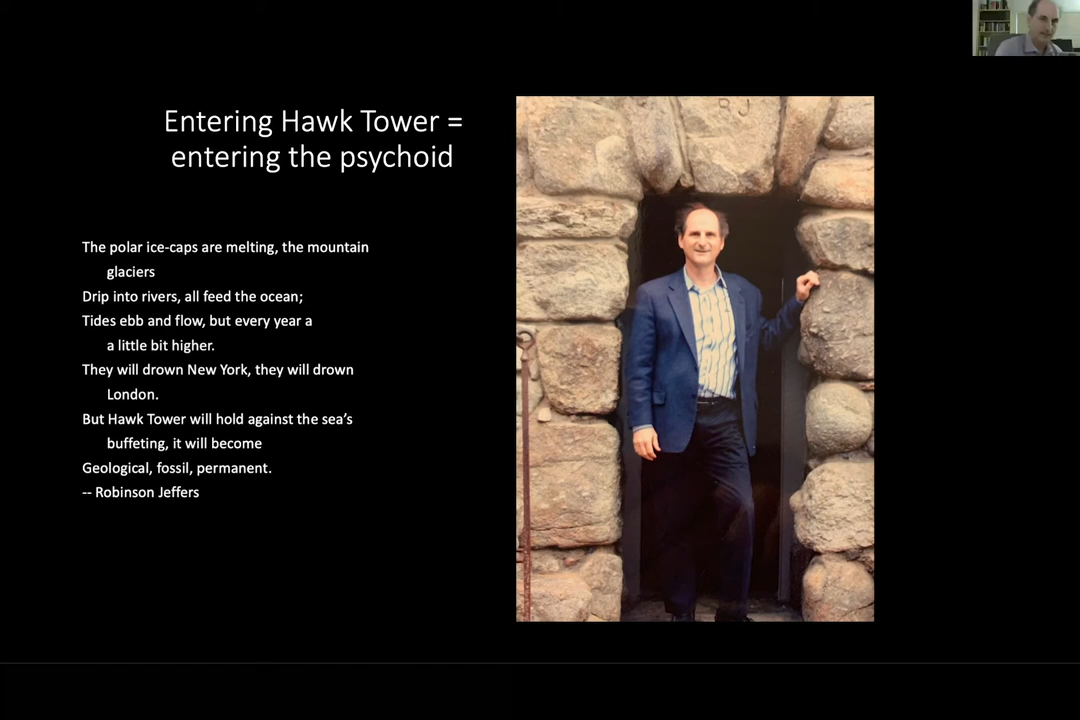 Entering Hawk Tower =
entering the psychoid
The polar ice-caps are melting, the mountain
glaciers
Drip into rivers, all feed the ocean;
Tides ebb and flow, but every year a
a little bit higher.
They will drown New York, they will drown
London.
But Hawk Tower will hold against the sea’s
buffeting, it will become
Geological, fossil, permanent.
-- Robinson Jeffers
R J